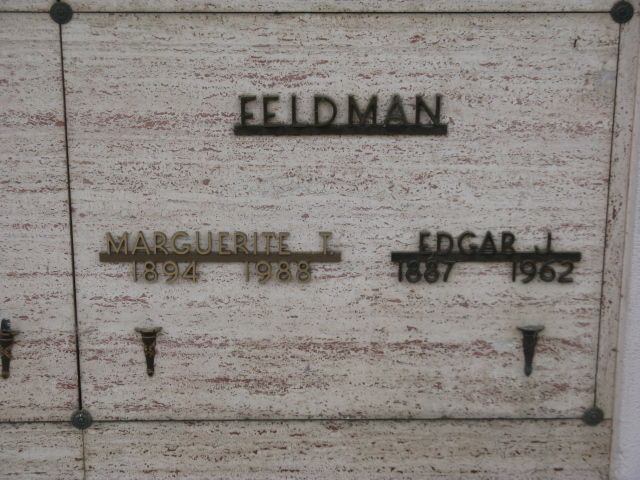 FELDMAN
MARGUERITE T. EDGAR J.
1894 1988 1887 1962